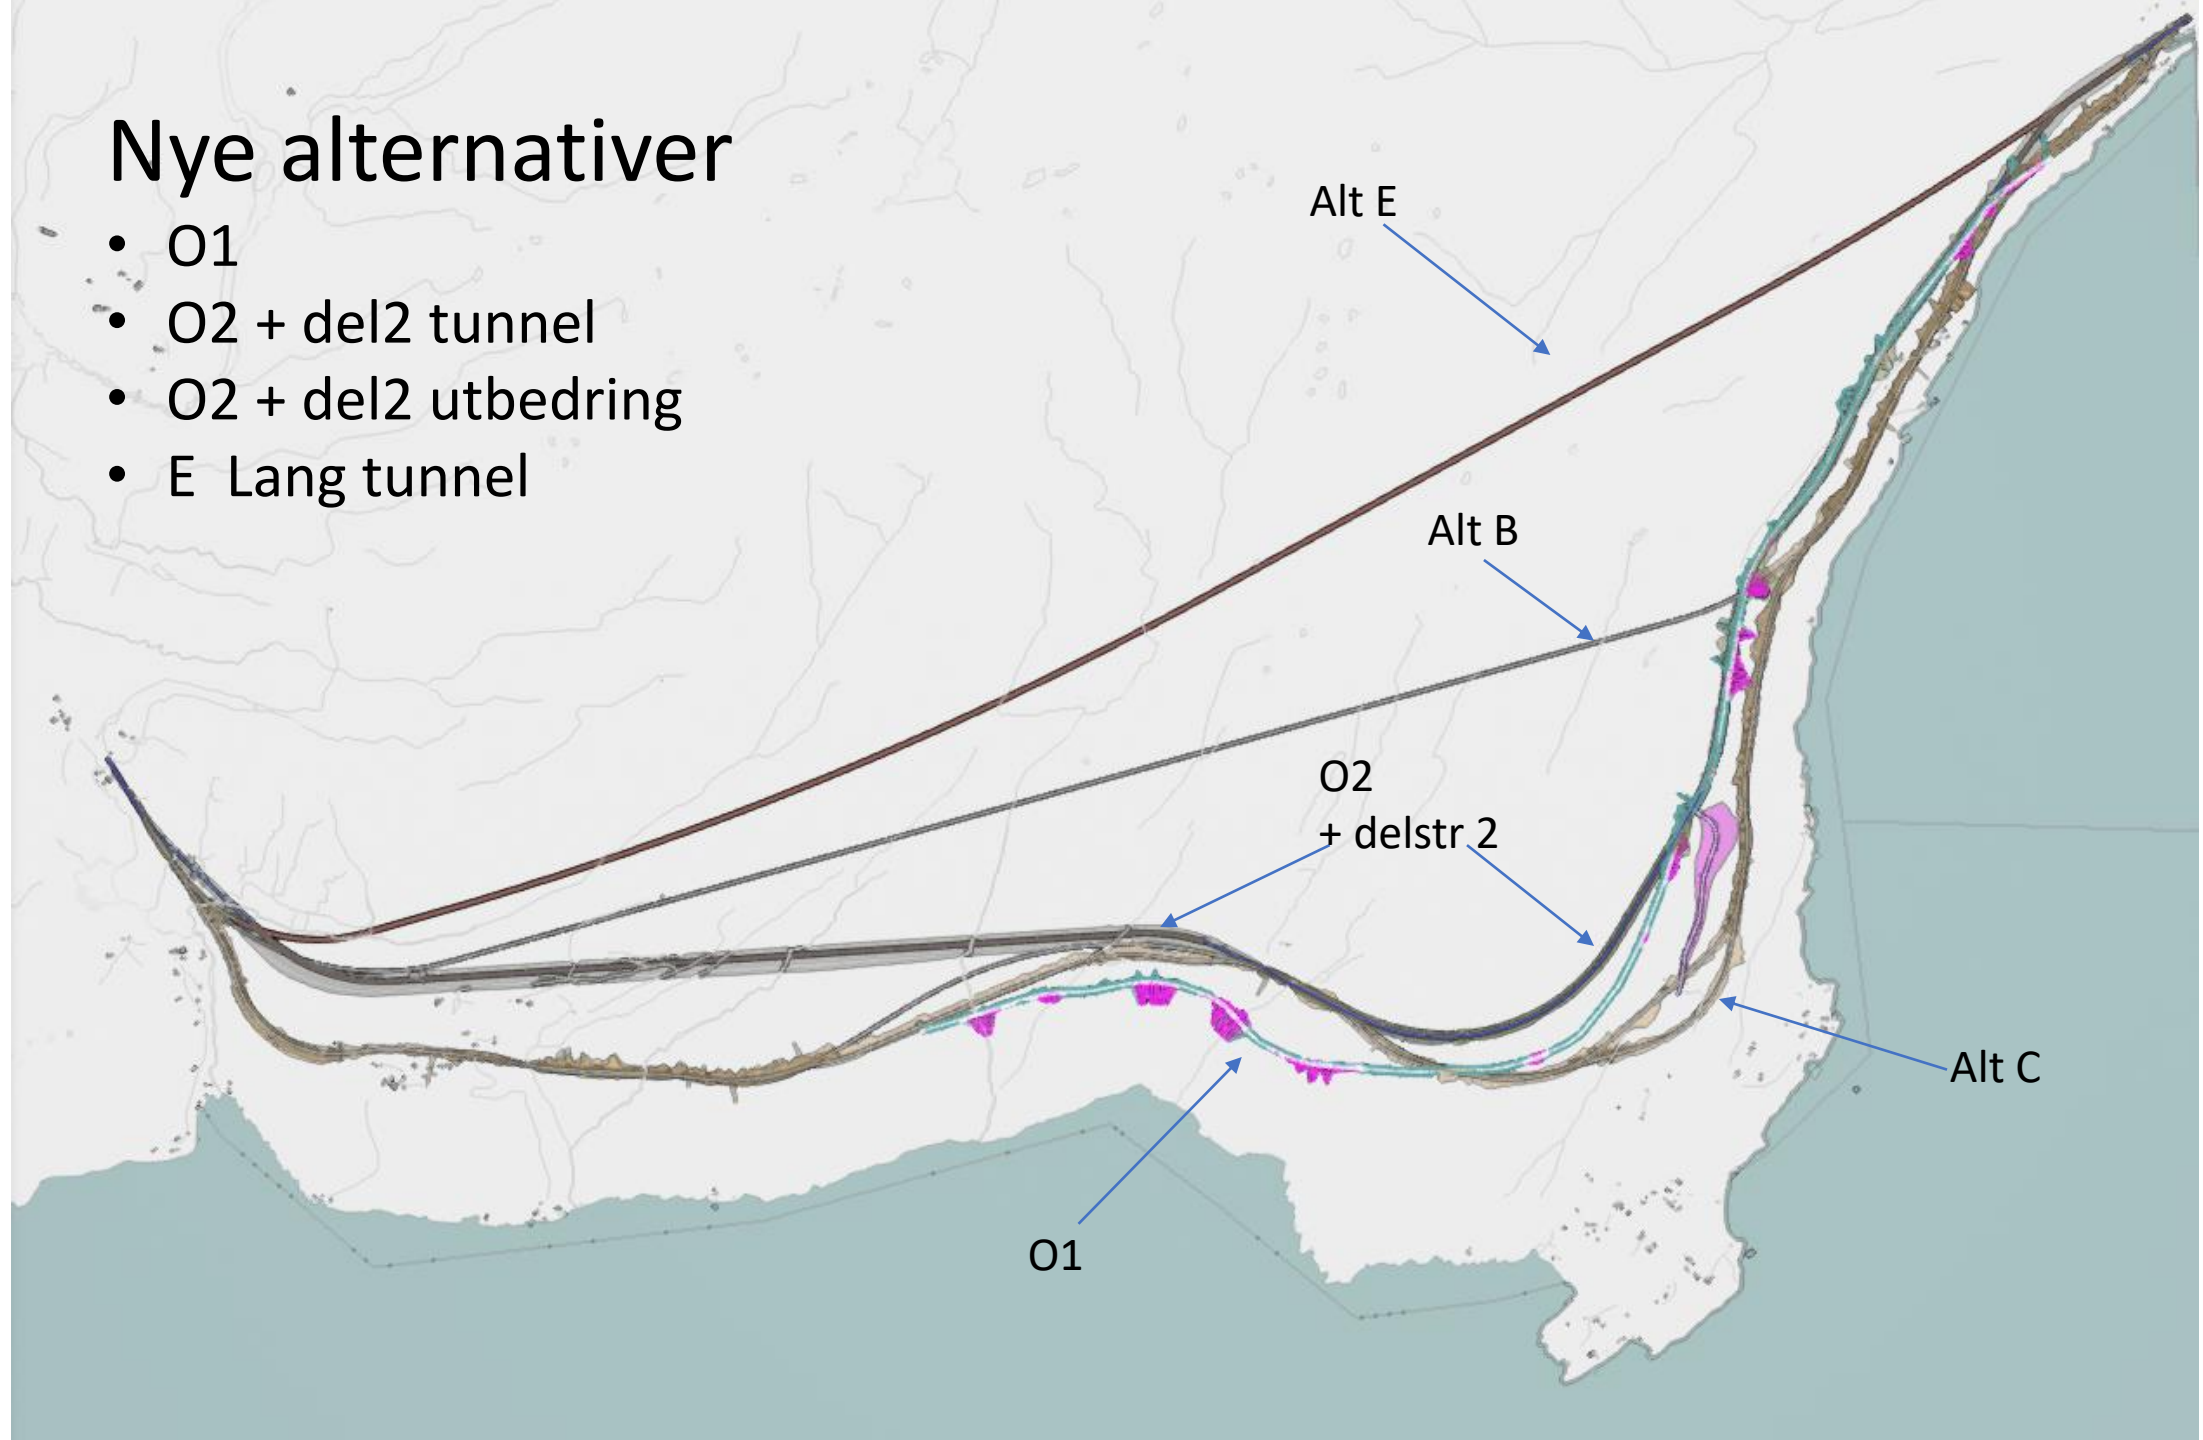 Nye alternativer
• O1
• O2 + del2 tunnel
• O2 + del2 utbedring
• E Lang tunnel
Alt E
Alt B
O2
+ delstr 2
Alt C
O1